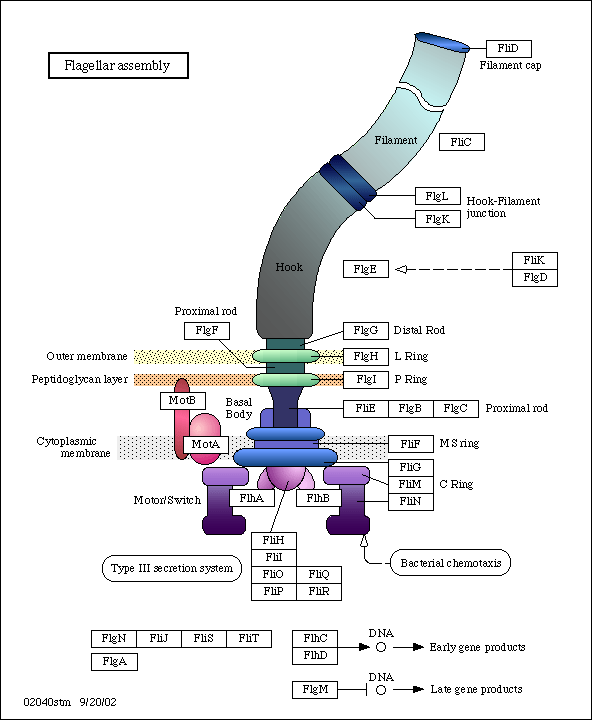 FliD
Filament cap
Flagellar assembly
Filament
FliC
FlgL
Hook-Filament
junction
FlgK
Hook
FlgE
FliK
FlgD
Proximal rod
FlgF
FlgG
Distal Rod
Outer membrane
FlgH
L Ring
Peptidoglycan layer
FlgI
P Ring
MotB
Basal
Body
FliE
FlgB
FlgC
Proximal rod
Cytoplasmic
membrane
MotA
FliF
MS ring
FliG
FliM
C Ring
FliN
Motor/Switch
FlhA
FlhB
FliH
FliI
FliO
FliQ
FliP
FliR
Type III secretion system
Bacterial chemotaxis
FlgN
FliJ
FliS
FliT
FlgA
FlhC
FlhD
DNA
Early gene products
FlgM
DNA
Late gene products
02040stm 9/20/02